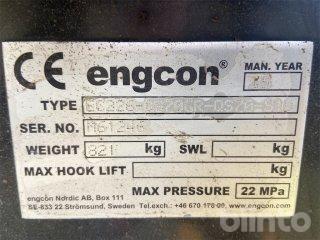 CE engcon®
MAN. YEAR
TYPE
SER. NO.
WEIGHT 821 kg SWL kg
MAX HOOK LIFT kg
engcon Nordic AB, Box 111
SE-833 22 Strömsund, Sweden Tel.exch.: +46 670 178 00
MAX PRESSURE 22 MPa
www.engcon.com
blinto